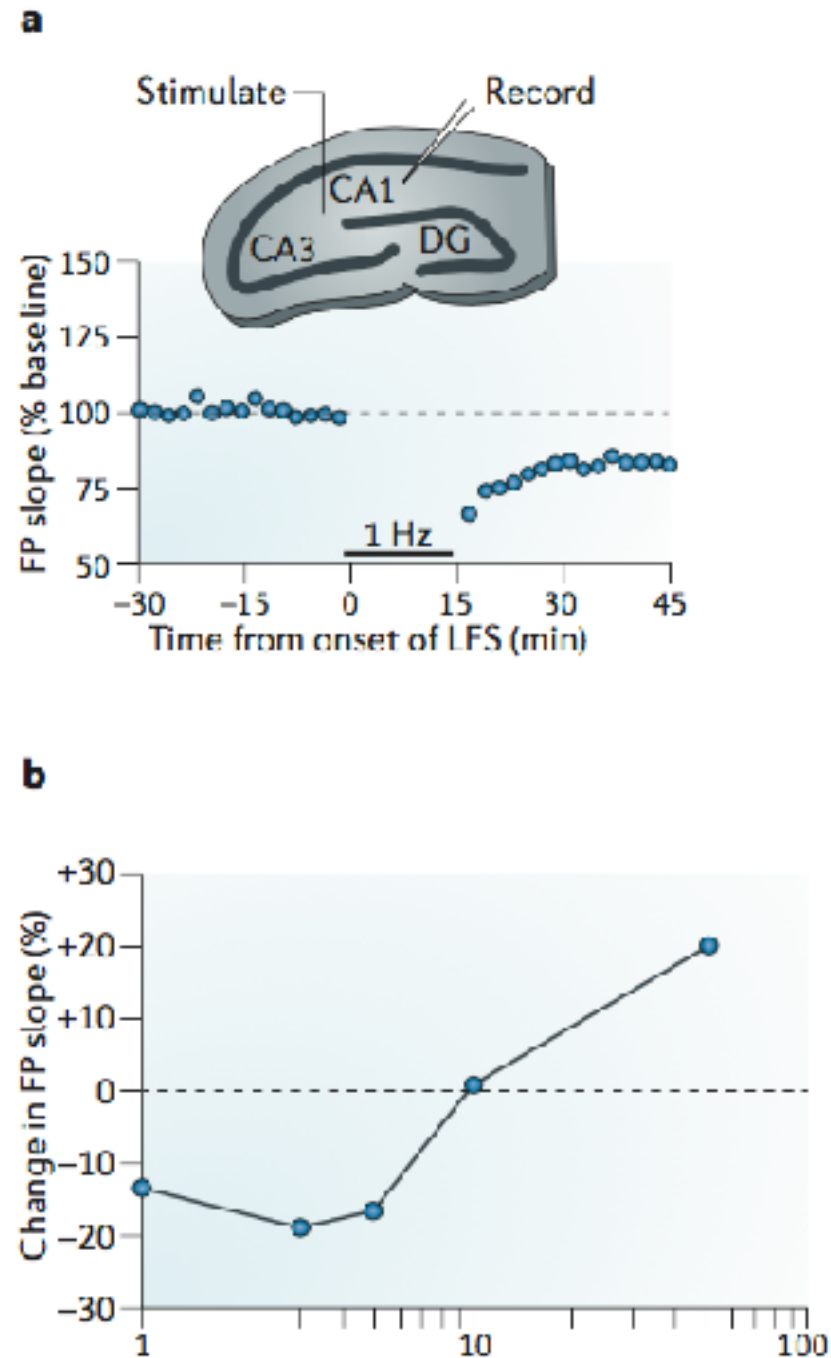 a
Stimulate
Record
CA1
CA3
DG
FP slope (% baseline)
150
125
100
75
50
1 Hz
–30 –15 0 15 30 45
Time from onset of LFS (min)
b
Change in FP slope (%)
+30
+20
+10
0
–10
–20
–30
1 10 100